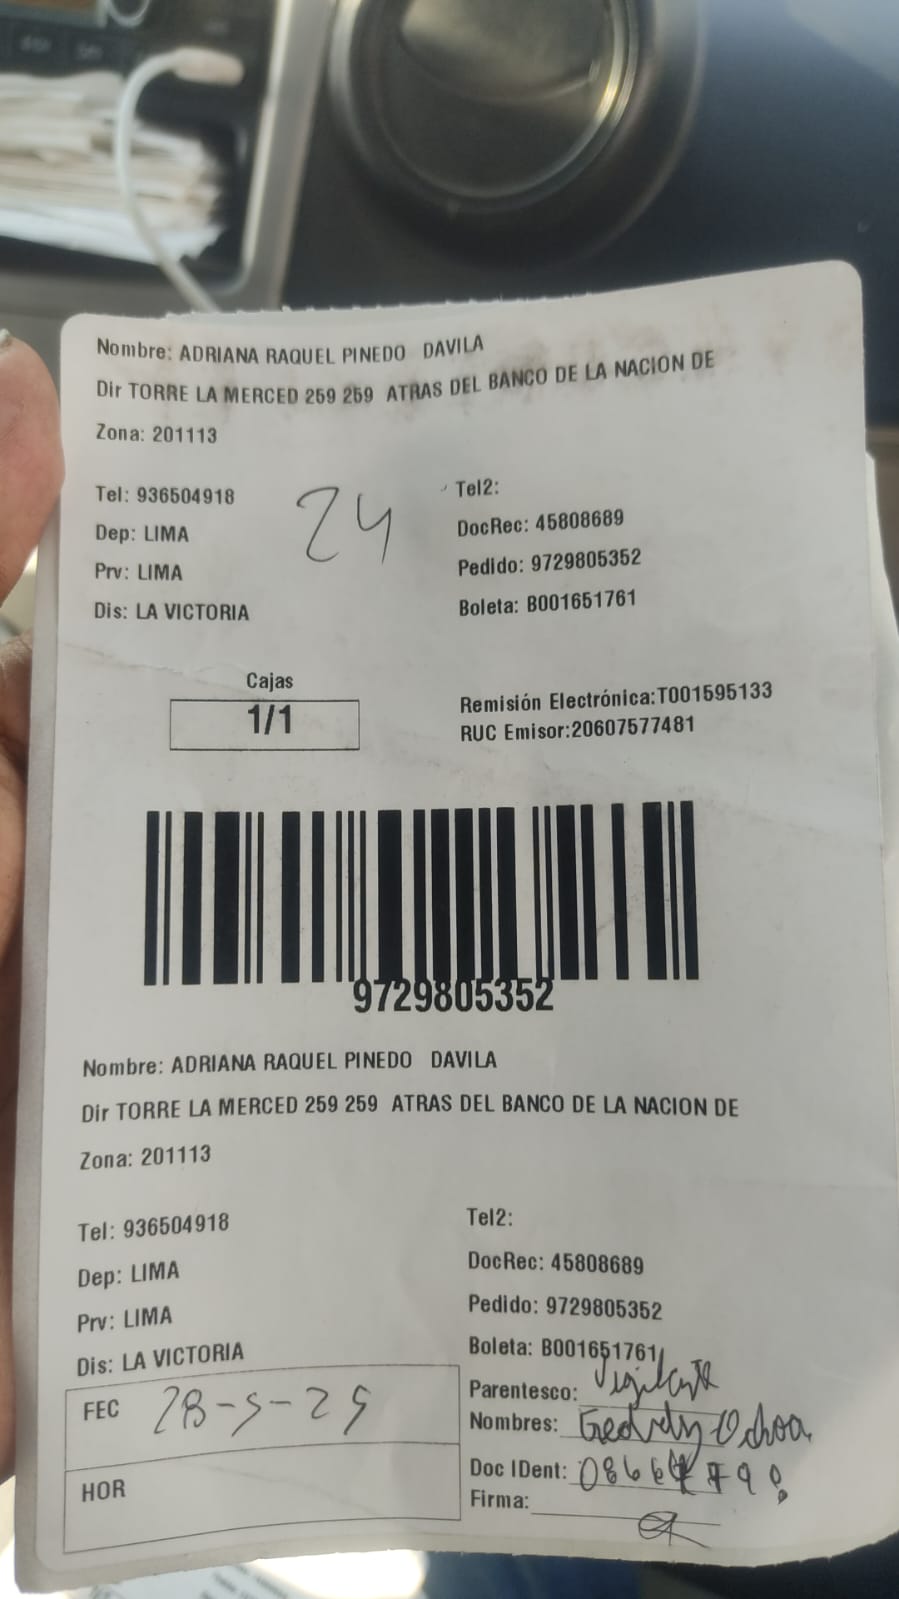 Nombre: ADRIANA RAQUEL PINEDO DAVILA
Dir TORRE LA MERCED 259 259 ATRAS DEL BANCO DE LA NACION DE
Zona: 201113
Tel: 936504918
24
Tel2:
Dep: LIMA
DocRec: 45808689
Prv: LIMA
Pedido: 9729805352
Dis: LA VICTORIA
Boleta: B001651761
Cajas
1/1
Remisión Electrónica:T001595133
RUC Emisor:20607577481
9729805352
Nombre: ADRIANA RAQUEL PINEDO DAVILA
Dir TORRE LA MERCED 259 259 ATRAS DEL BANCO DE LA NACION DE
Zona: 201113
Tel: 936504918
Tel2:
Dep: LIMA
DocRec: 45808689
Prv: LIMA
Pedido: 9729805352
Dis: LA VICTORIA
Boleta: B001651761
FEC 28-5-25
Parentesco: Vigilante
Nombres: Ochoa
HOR
Doc IDent:
Firma: